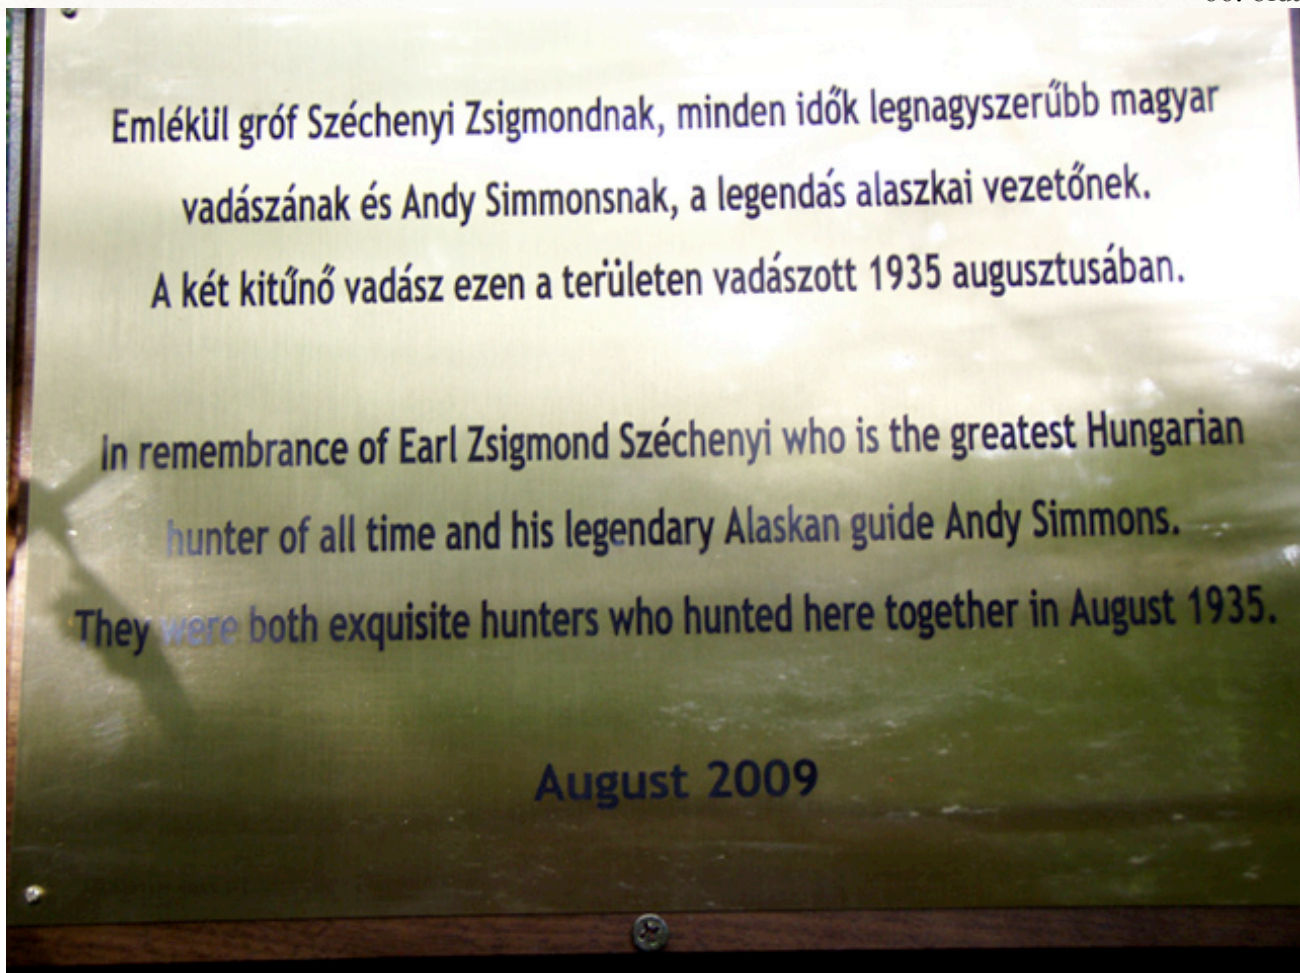 Emlékül gróf Széchenyi Zsigmondnak, minden idők legnagyszerűbb magyar
vadászának és Andy Simmonsnak, a legendás alaszkai vezetőnek.
A két kitűnő vadász ezen a területen vadászott 1935 augusztusában.
In remembrance of Earl Zsigmond Széchenyi who is the greatest Hungarian
hunter of all time and his legendary Alaskan guide Andy Simmons.
They were both exquisite hunters who hunted here together in August 1935.
August 2009